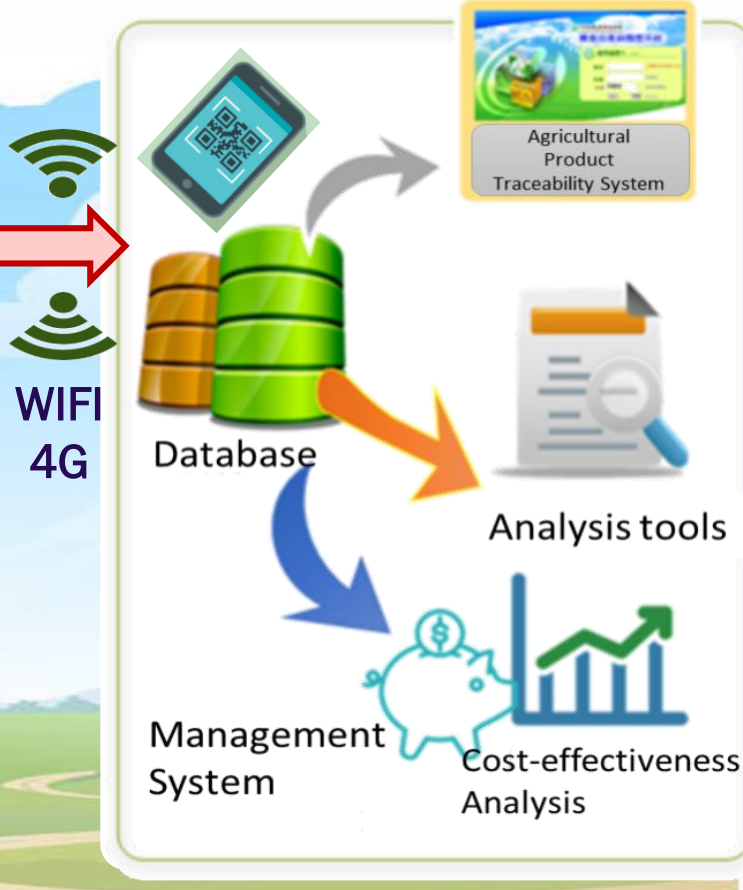 Agricultural
Product
Traceability System
WIFI
4G
Database
Analysis tools
Management
System
Cost-effectiveness
Analysis